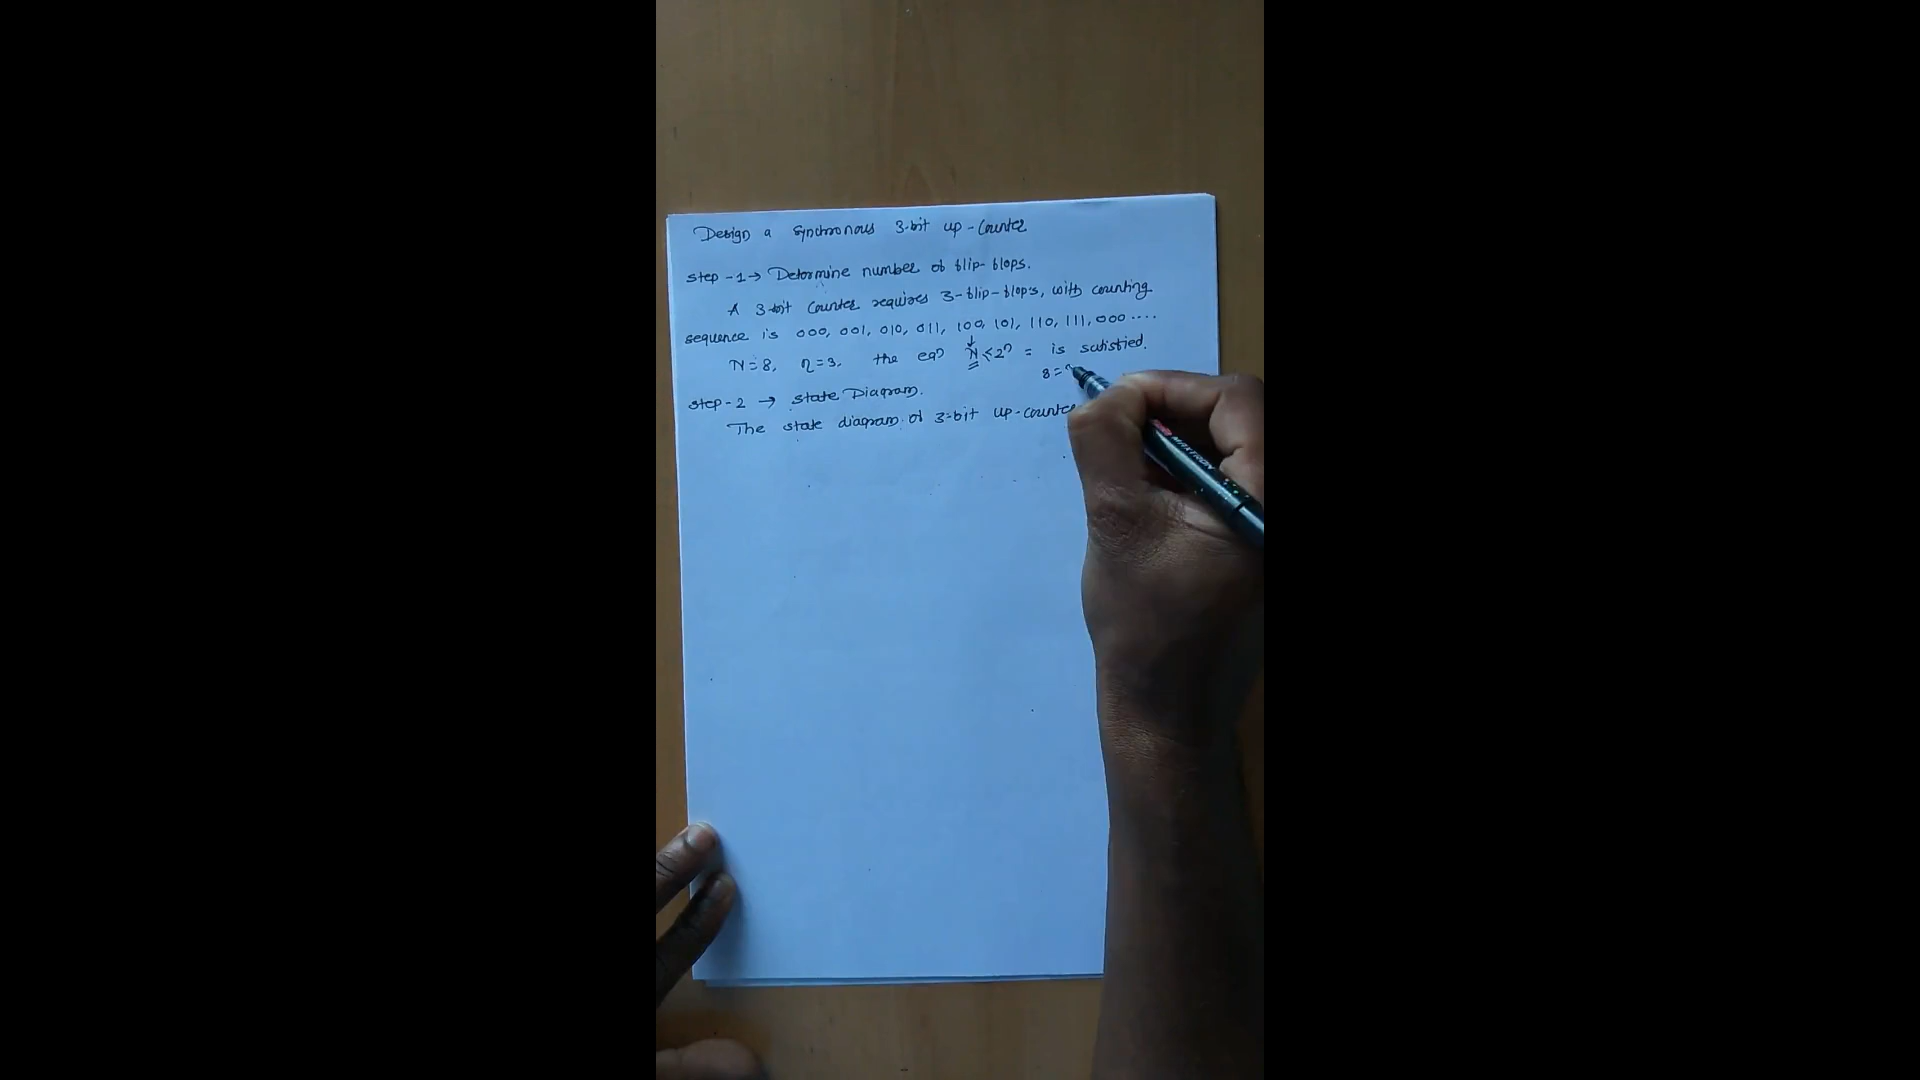 Design a Synchronous 3-bit up-Counter
Step-1→ Determine number of flip-flops.
A 3-bit Counter requires 3-flip-flops, with counting
sequence is 000, 001, 010, 011, 100, 101, 110, 111, 000 ....
N=8, n=3, the eqn N≤2ⁿ = is satisfied.
8=
Step-2 → State Diagram.
The state diagram of 3-bit up-counter
MAXTRON